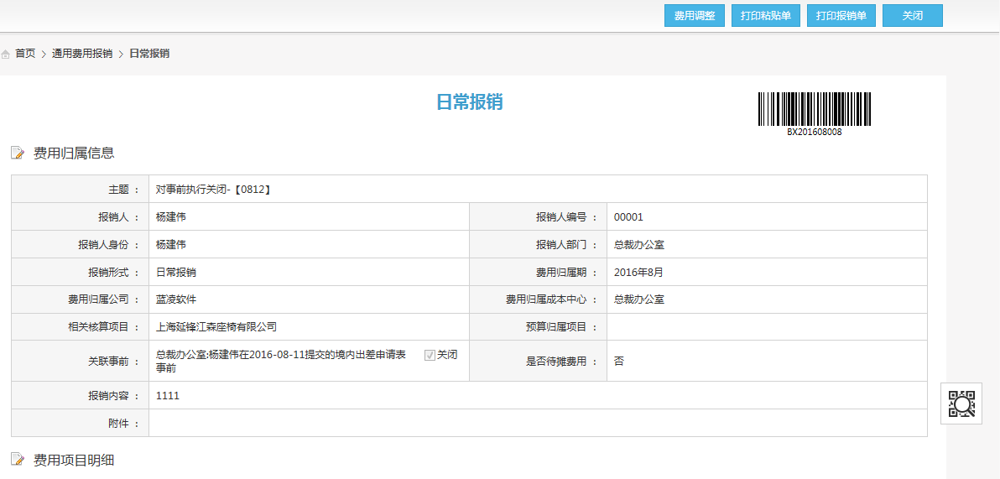 费用调整 打印粘贴单 打印报销单 关闭
首页 > 通用费用报销 > 日常报销
日常报销
BX201608008
费用归属信息
主题 : 对事前执行关闭-【0812】
报销人 : 杨建伟 报销人编号 : 00001
报销人身份 : 杨建伟 报销人部门 : 总裁办公室
报销形式 : 日常报销 费用归属期 : 2016年8月
费用归属公司 : 蓝凌软件 费用归属成本中心 : 总裁办公室
相关核算项目 : 上海延锋江森座椅有限公司 预算归属项目 :
关联事前 : 总裁办公室:杨建伟在2016-08-11提交的境内出差申请表 关闭 是否待摊费用 : 否
事前
报销内容 : 1111
附件 :
费用项目明细